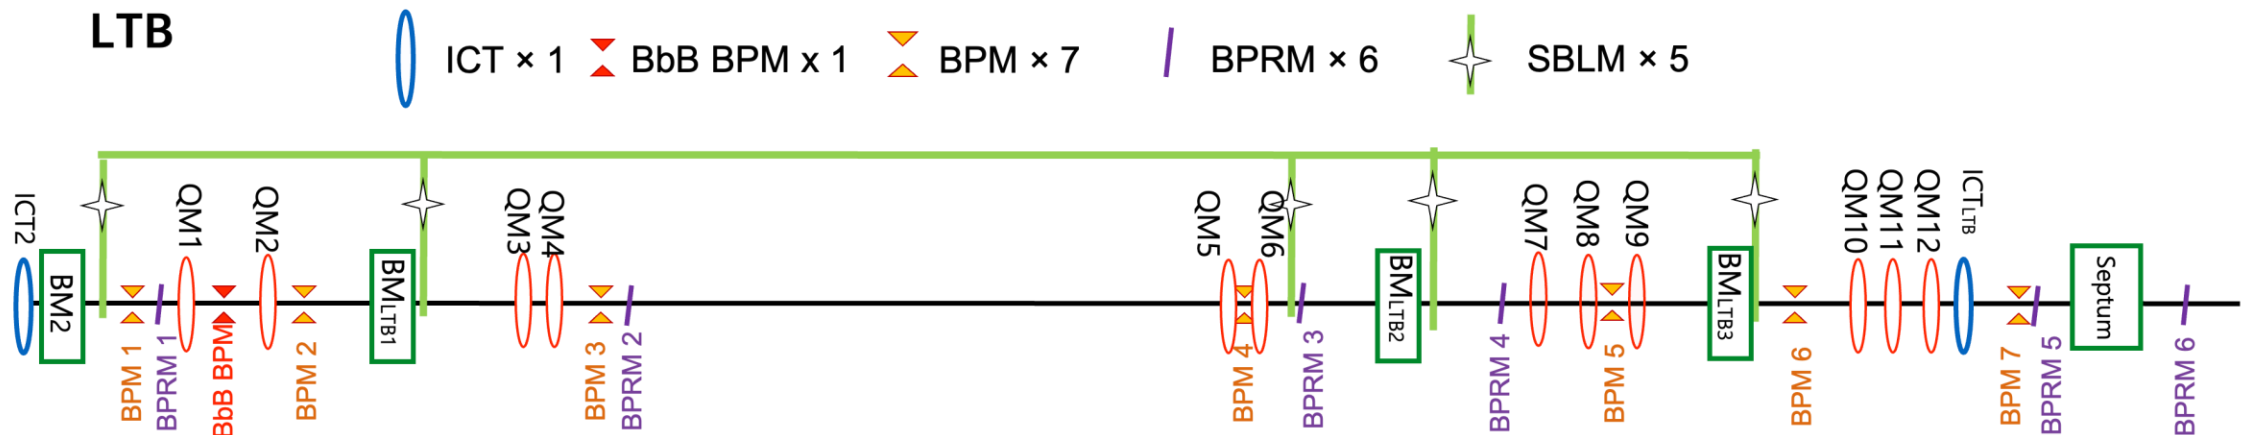 LTB
ICT × 1
BbB BPM x 1
BPM × 7
BPRM × 6
SBLM × 5
ICT2
BM2
BPM 1
BPRM 1
QM1
BbB BPM
QM2
BPM 2
BMLTB1
QM3
QM4
BPM 3
BPRM 2
QM5
BPM 4
QM6
BPRM 3
BMLTB2
BPRM 4
QM7
QM8
BPM 5
QM9
BMLTB3
BPM 6
QM10
QM11
QM12
ICTLTB
BPM 7
BPRM 5
Septum
BPRM 6